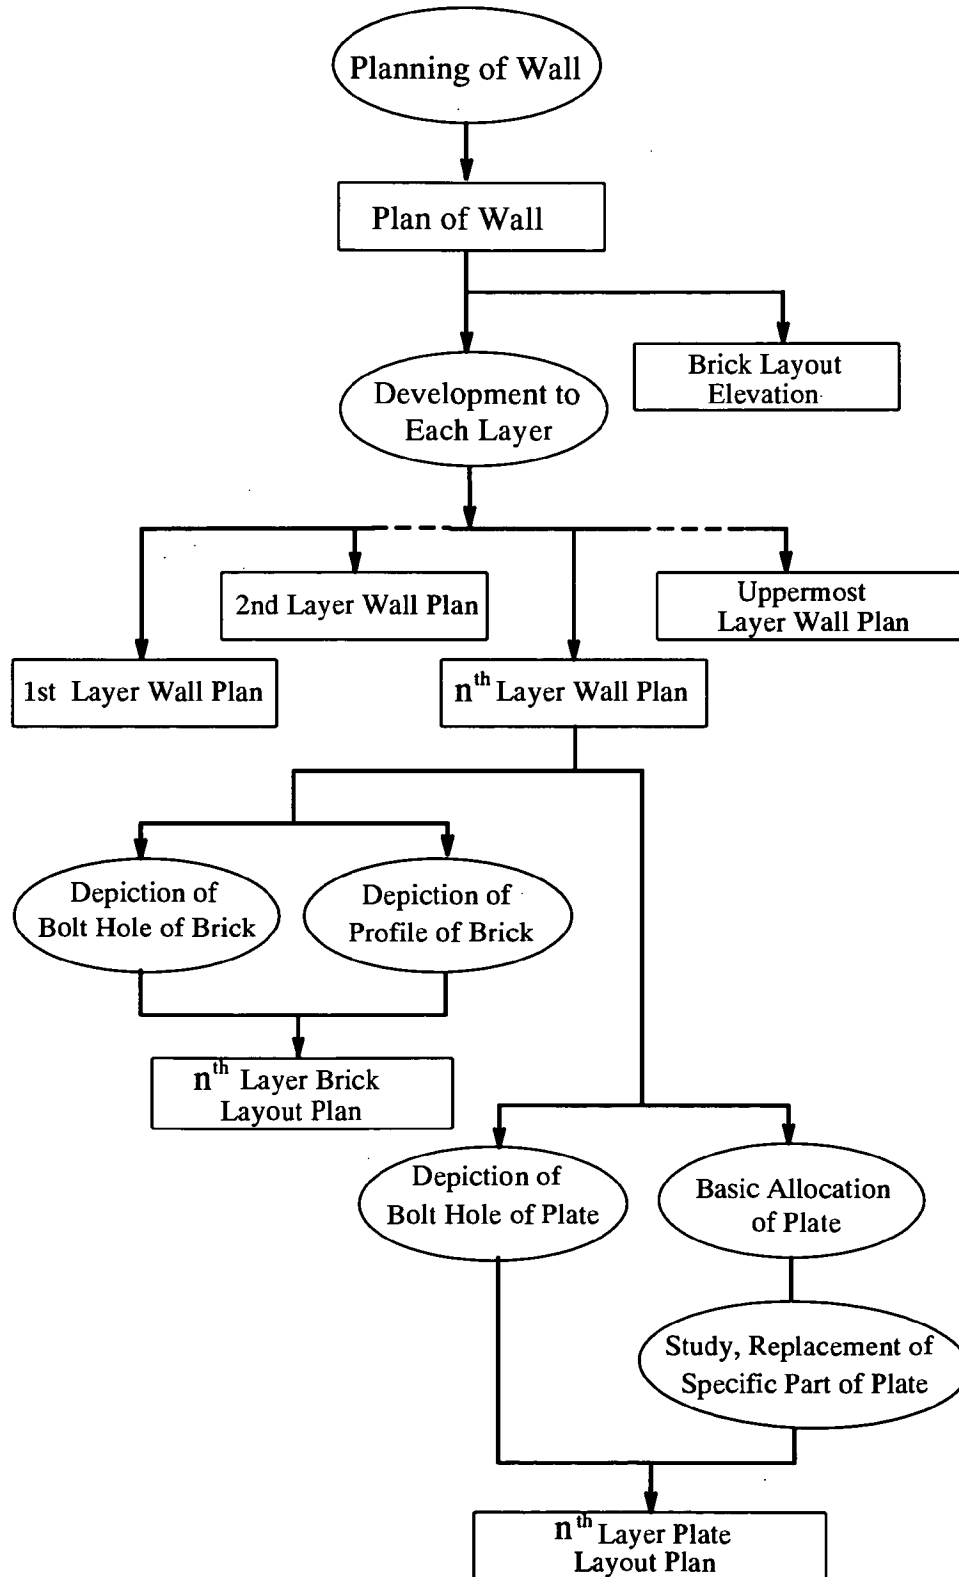 Planning of Wall
Plan of Wall
Brick Layout
Elevation
Development to
Each Layer
2nd Layer Wall Plan
Uppermost
Layer Wall Plan
1st Layer Wall Plan
nth Layer Wall Plan
Depiction of
Bolt Hole of Brick
Depiction of
Profile of Brick
nth Layer Brick
Layout Plan
Depiction of
Bolt Hole of Plate
Basic Allocation
of Plate
Study, Replacement of
Specific Part of Plate
nth Layer Plate
Layout Plan